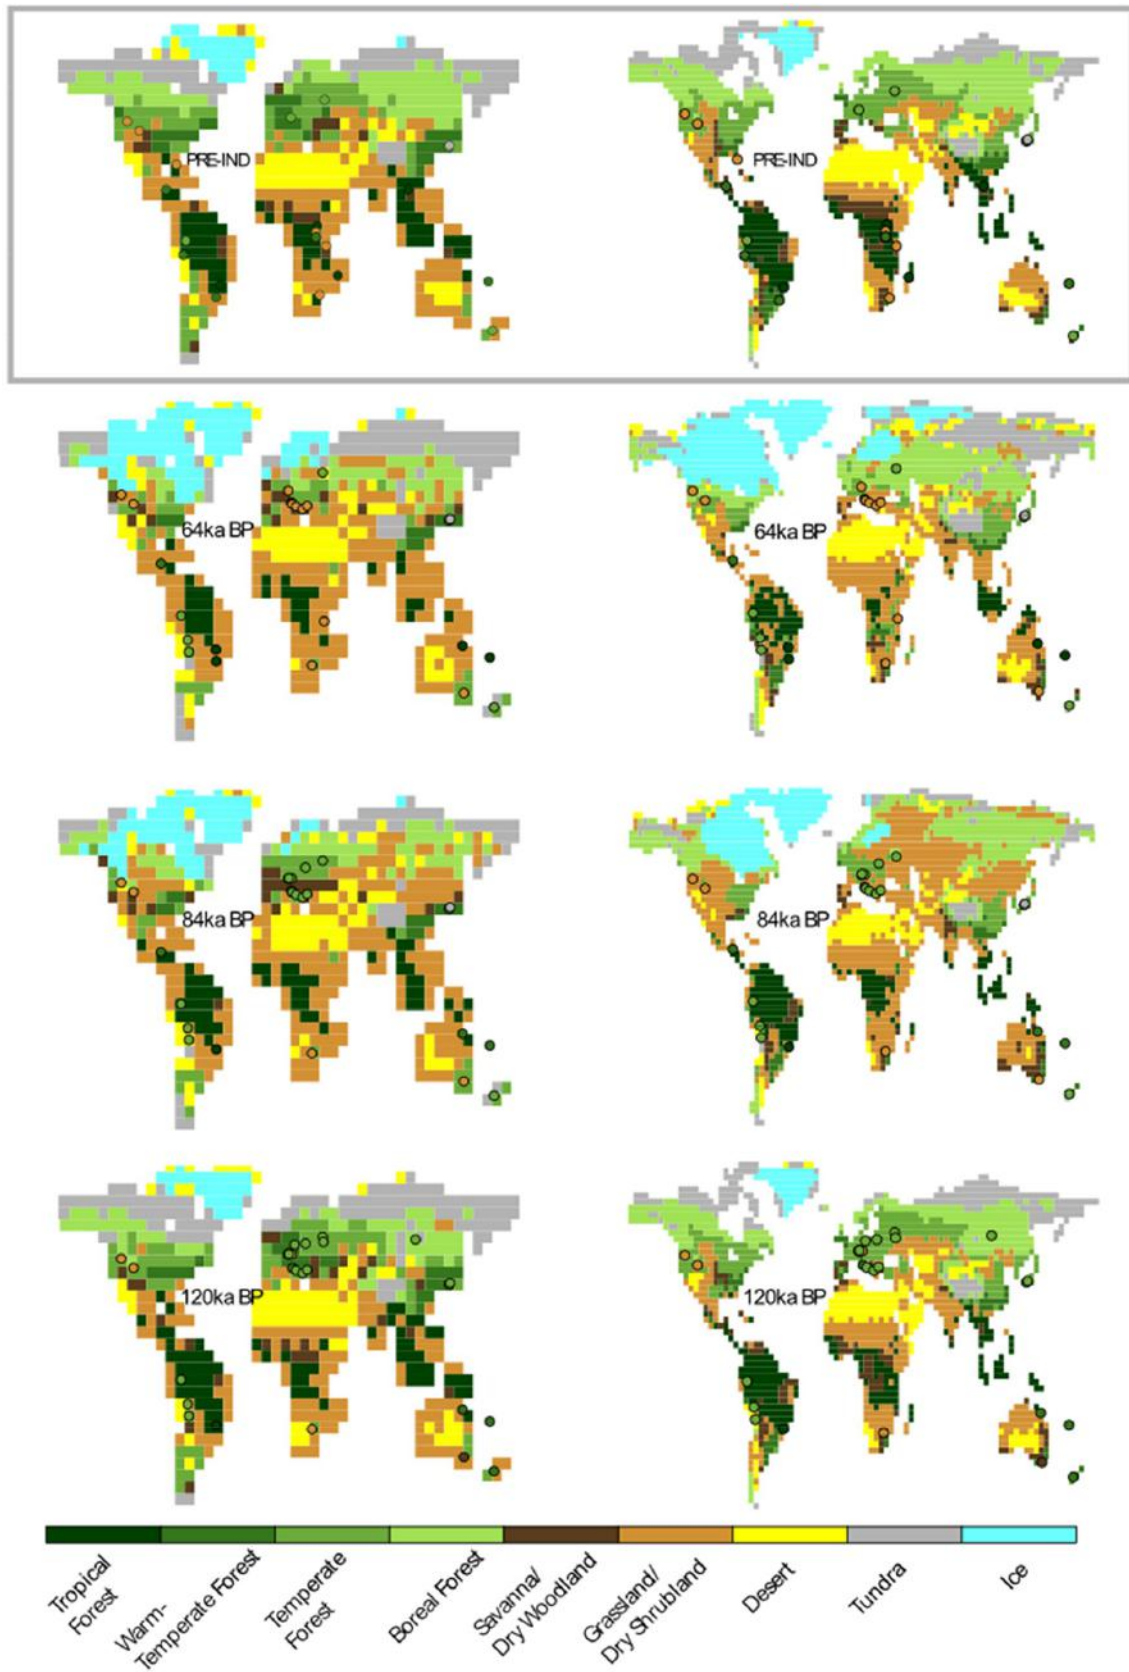 PRE-IND PRE-IND
64ka BP 64ka BP
84ka BP 84ka BP
120ka BP 120ka BP
Tropical
Forest
Warm-
Temperate Forest
Temperate
Forest
Boreal Forest
Savanna/
Dry Woodland
Grassland/
Dry Shrubland
Desert
Tundra
Ice